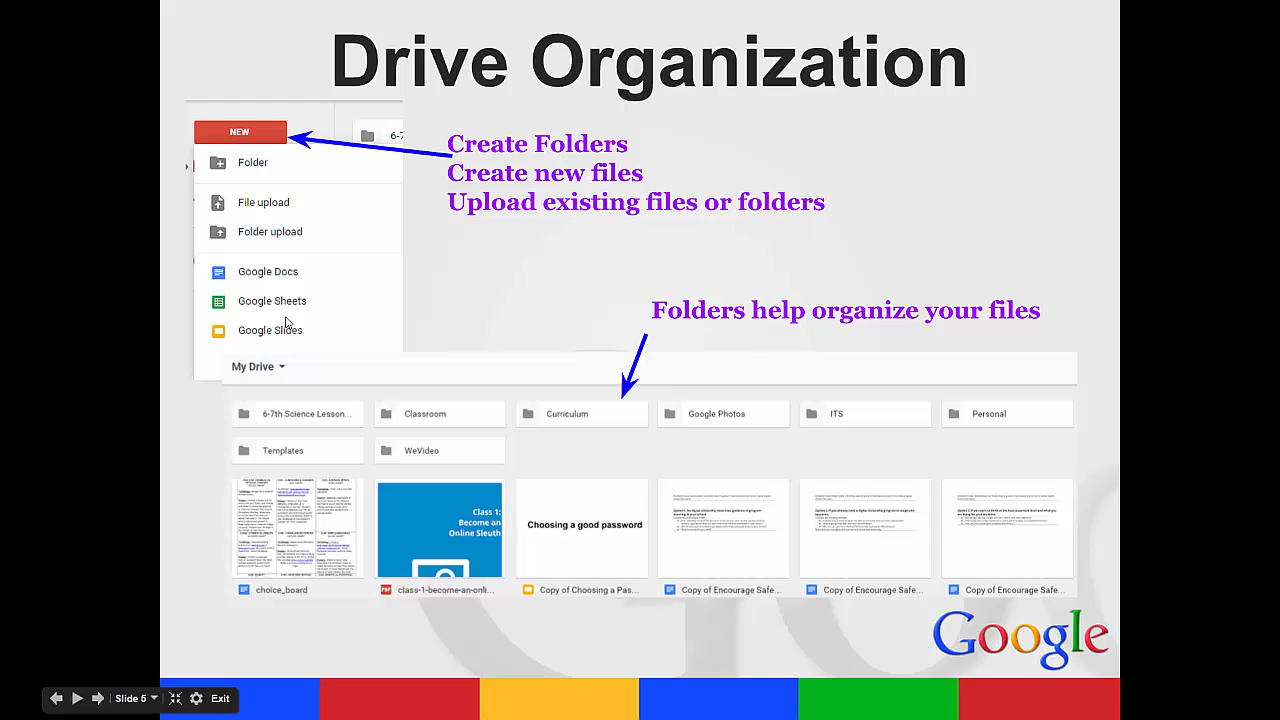 Drive Organization
NEW
6-7
Create Folders
Folder
Create new files
File upload
Upload existing files or folders
Folder upload
Google Docs
Google Sheets
Google Slides
Folders help organize your files
My Drive
6-7th Science Lesson...
Classroom
Curriculum
Google Photos
ITS
Personal
Templates
WeVideo
Class 1:
Become an
Online Sleuth
Choosing a good password
choice_board
PDF
class-1-become-an-onli...
Copy of Choosing a Pas...
Copy of Encourage Safe...
Copy of Encourage Safe...
Copy of Encourage Safe...
Google
Slide 5
Exit